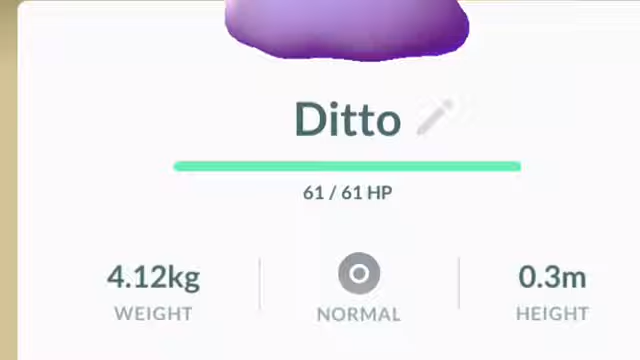 Ditto
61 / 61 HP
4.12kg
WEIGHT
NORMAL
0.3m
HEIGHT